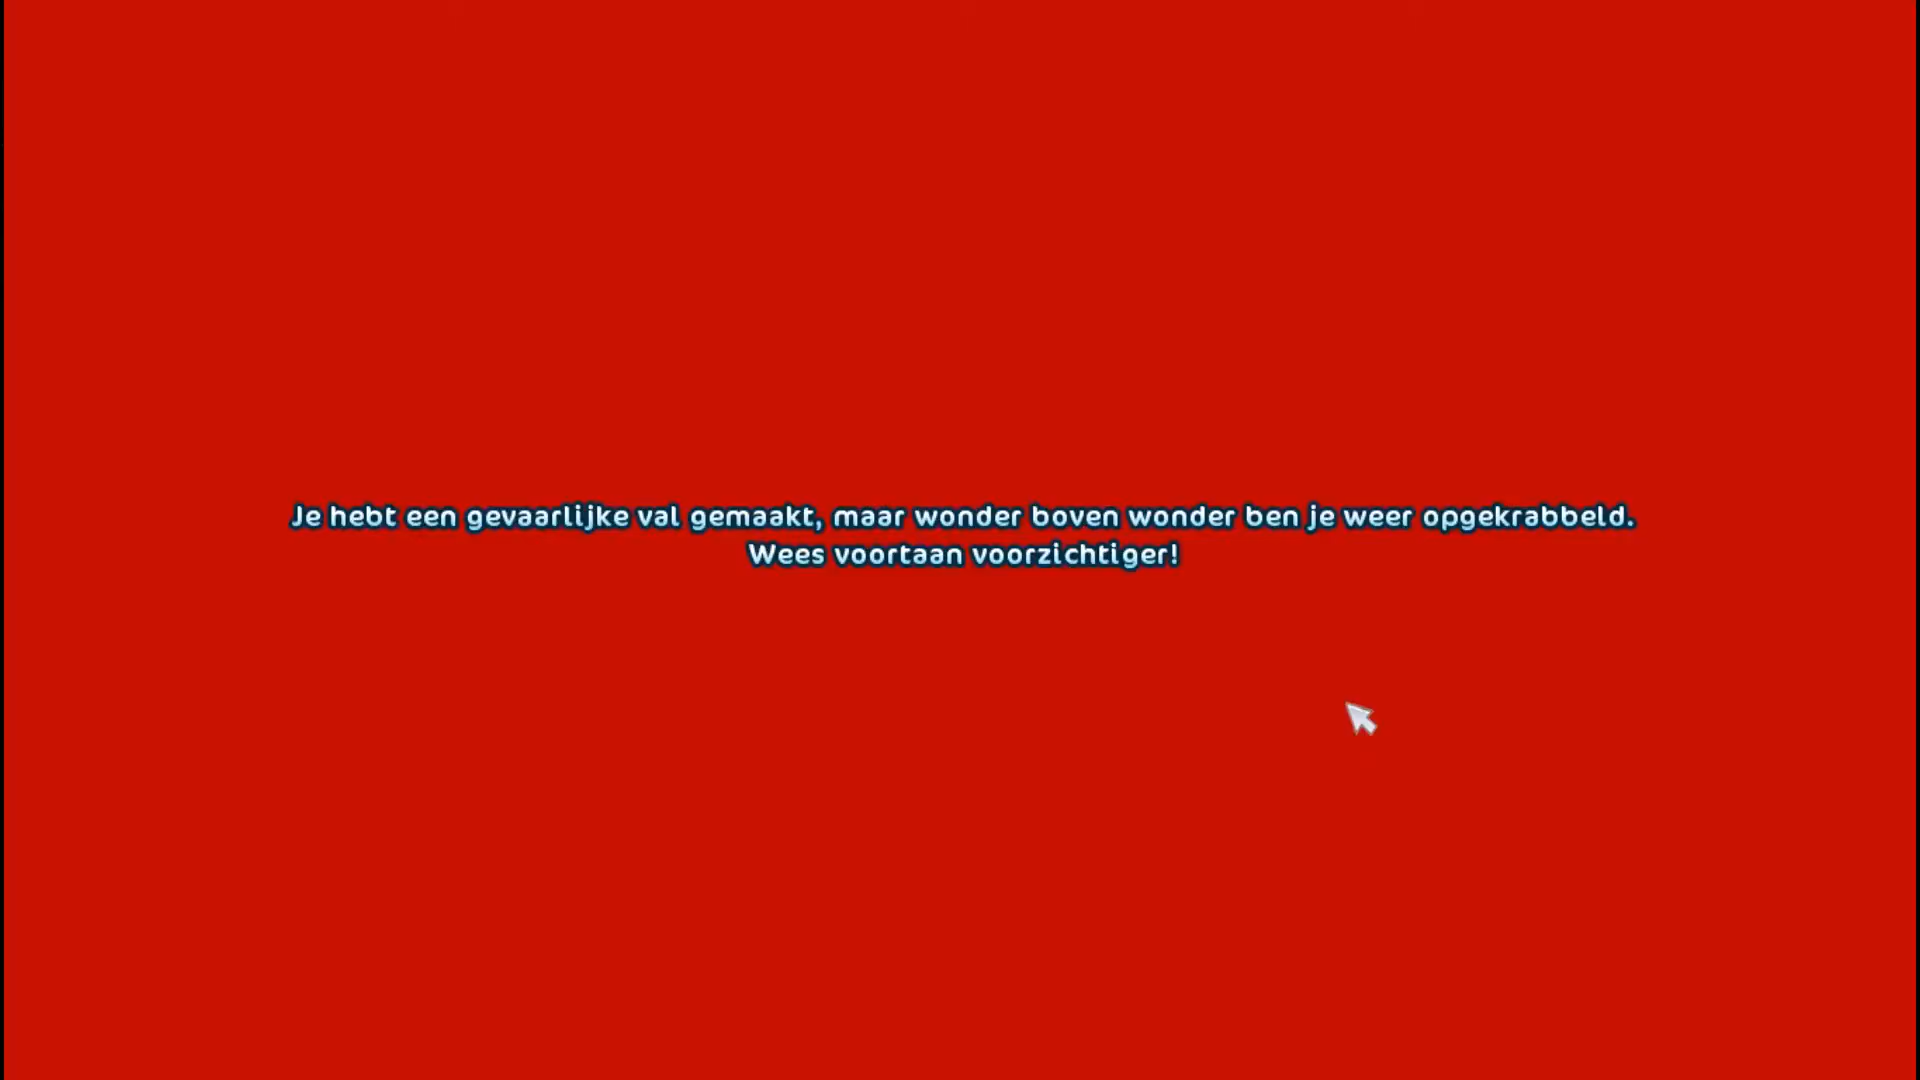 Je hebt een gevaarlijke val gemaakt, maar wonder boven wonder ben je weer opgekrabbeld.
Wees voortaan voorzichtiger!